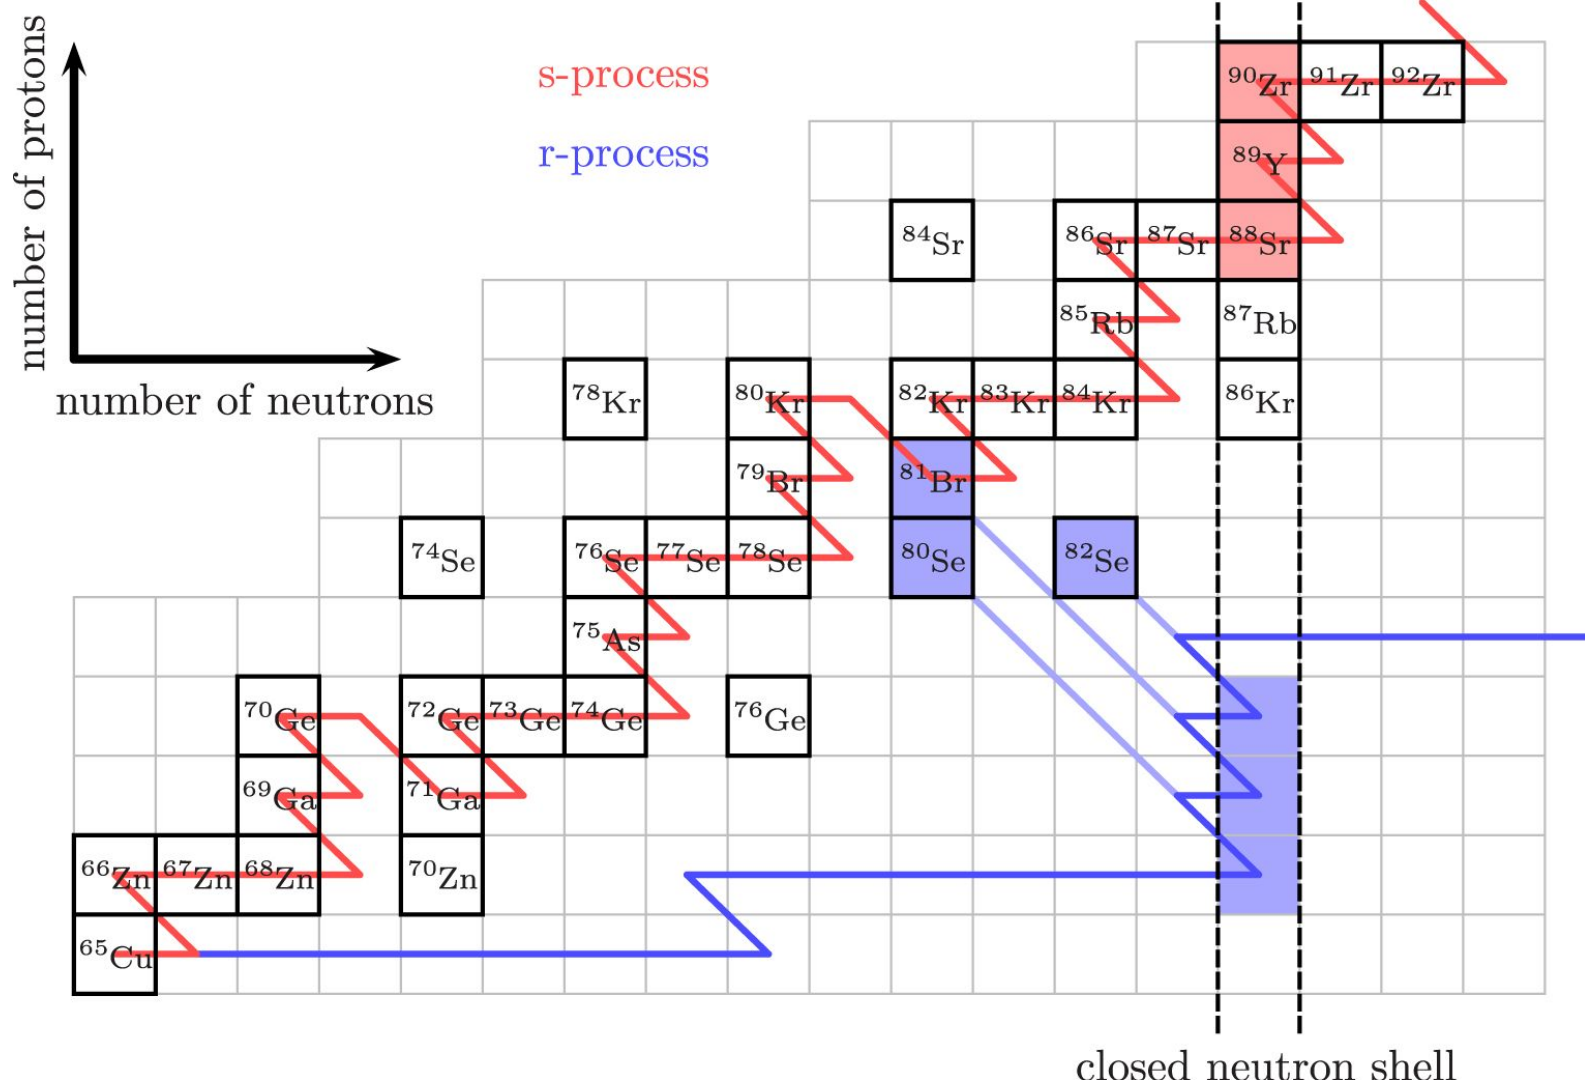 number of protons
number of neutrons
s-process
r-process
⁹⁰Zr ⁹¹Zr ⁹²Zr
⁸⁹Y
⁸⁴Sr ⁸⁶Sr ⁸⁷Sr ⁸⁸Sr
⁸⁵Rb ⁸⁷Rb
⁷⁸Kr ⁸⁰Kr ⁸²Kr ⁸³Kr ⁸⁴Kr ⁸⁶Kr
⁷⁹Br ⁸¹Br
⁷⁴Se ⁷⁶Se ⁷⁷Se ⁷⁸Se ⁸⁰Se ⁸²Se
⁷⁵As
⁷⁰Ge ⁷²Ge ⁷³Ge ⁷⁴Ge ⁷⁶Ge
⁶⁹Ga ⁷¹Ga
⁶⁶Zn ⁶⁷Zn ⁶⁸Zn ⁷⁰Zn
⁶⁵Cu
closed neutron shell